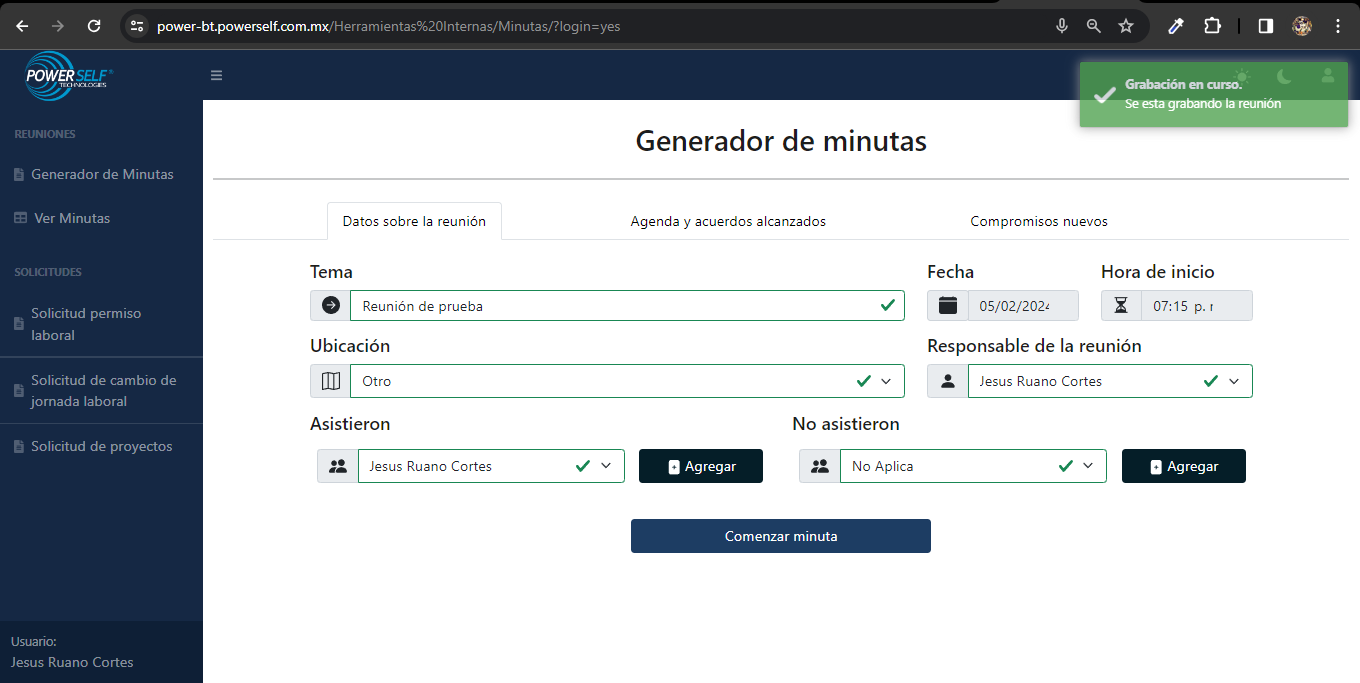 power-bt.powerself.com.mx/Herramientas%20Internas/Minutas/?login=yes
POWERSELF®
TECHNOLOGIES
Grabación en curso.
Se esta grabando la reunión
REUNIONES
Generador de Minutas
Ver Minutas
SOLICITUDES
Solicitud permiso
laboral
Solicitud de cambio de
jornada laboral
Solicitud de proyectos
Usuario:
Jesus Ruano Cortes
Generador de minutas
Datos sobre la reunión
Agenda y acuerdos alcanzados
Compromisos nuevos
Tema
Reunión de prueba
Fecha
05/02/2024
Hora de inicio
07:15 p. r
Ubicación
Otro
Responsable de la reunión
Jesus Ruano Cortes
Asistieron
Jesus Ruano Cortes
Agregar
No asistieron
No Aplica
Agregar
Comenzar minuta